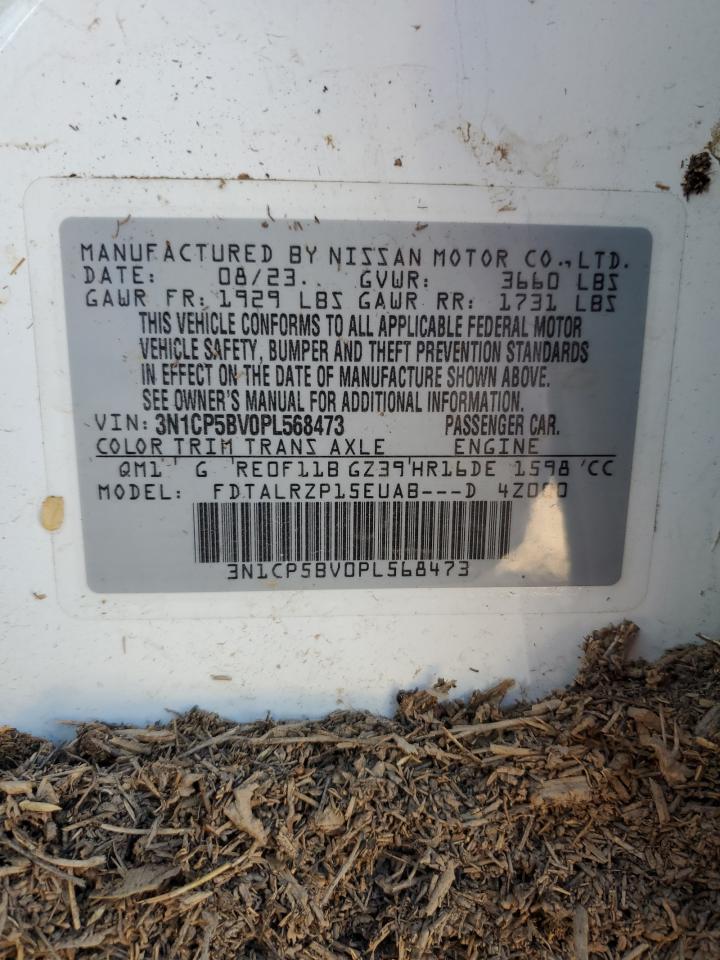 MANUFACTURED BY NISSAN MOTOR CO.,LTD.
DATE: 08/23. GVWR: 3660 LBS
GAWR FR: 1929 LBS GAWR RR: 1731 LBS
THIS VEHICLE CONFORMS TO ALL APPLICABLE FEDERAL MOTOR
VEHICLE SAFETY, BUMPER AND THEFT PREVENTION STANDARDS
IN EFFECT ON THE DATE OF MANUFACTURE SHOWN ABOVE.
SEE OWNER'S MANUAL FOR ADDITIONAL INFORMATION.
VIN: 3N1CP5BV0PL568473 PASSENGER CAR.
COLOR TRIM TRANS AXLE ENGINE
QM1 G RE0F11B GZ39 HR16DE 1598 CC
MODEL: FDTALRZP15EUAB---D
3N1CP5BV0PL568473